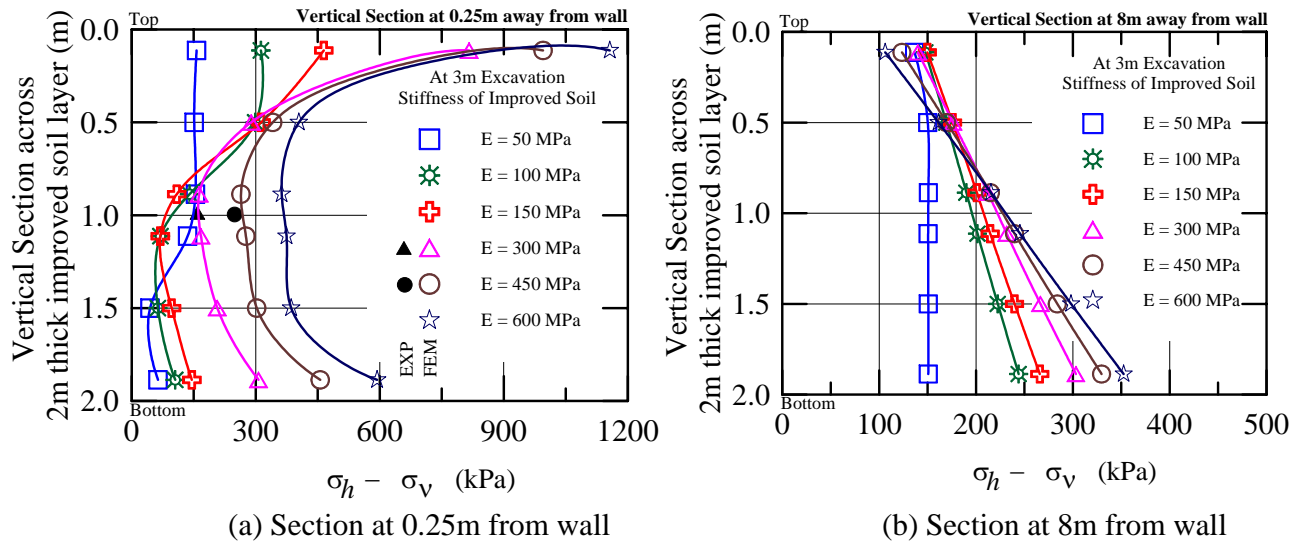 Vertical Section at 0.25m away from wall
Top
0.0
0.5
1.0
1.5
2.0
Bottom
Vertical Section across
2m thick improved soil layer (m)
At 3m Excavation
Stiffness of Improved Soil
E = 50 MPa
E = 100 MPa
E = 150 MPa
E = 300 MPa
E = 450 MPa
E = 600 MPa
EXP
FEM
0 300 600 900 1200
σh − σν (kPa)
(a) Section at 0.25m from wall
Vertical Section at 8m away from wall
Top
0.0
0.5
1.0
1.5
2.0
Bottom
Vertical Section across
2m thick improved soil layer (m)
At 3m Excavation
Stiffness of Improved Soil
E = 50 MPa
E = 100 MPa
E = 150 MPa
E = 300 MPa
E = 450 MPa
E = 600 MPa
0 100 200 300 400 500
σh − σν (kPa)
(b) Section at 8m from wall